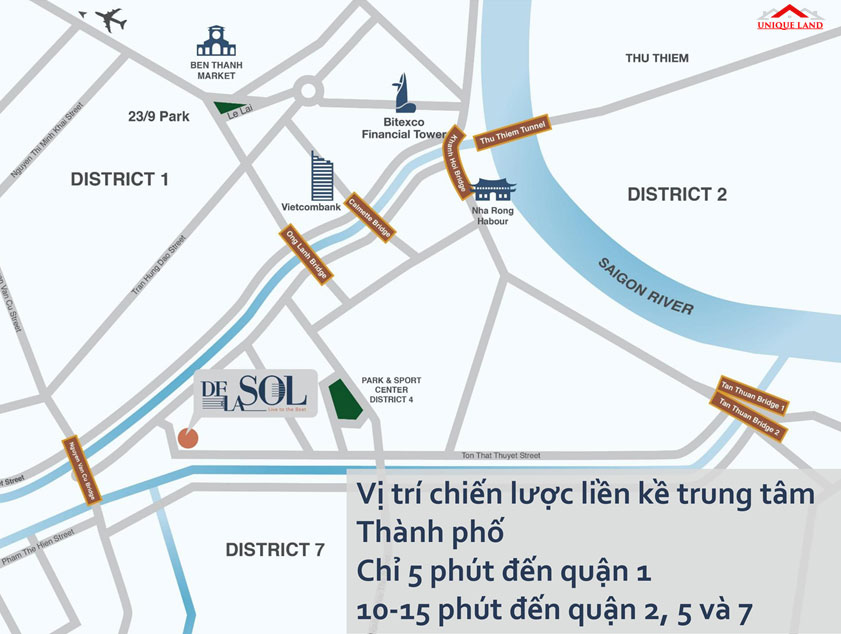 UNIQUE LAND
BEN THANH
MARKET
THU THIEM
23/9 Park
Le Lai
Bitexco
Financial Tower
Thu Thiem Tunnel
Khanh Hoi Bridge
Nguyen Thi Minh Khai Street
DISTRICT 1
DISTRICT 2
Vietcombank
Calmette Bridge
Nha Rong
Habour
Ong Lanh Bridge
Tran Hung Dao Street
Van Cu Street
SAIGON RIVER
DE
LA SOL
Live to the Beat
PARK & SPORT
CENTER
DISTRICT 4
Tan Thuan Bridge 1
Tan Thuan Bridge 2
Nguyen Van Cu Bridge
Ton That Thuyet Street
Street
Pham The Hien Street
DISTRICT 7
Vị trí chiến lược liền kề trung tâm
Thành phố
Chỉ 5 phút đến quận 1
10-15 phút đến quận 2, 5 và 7